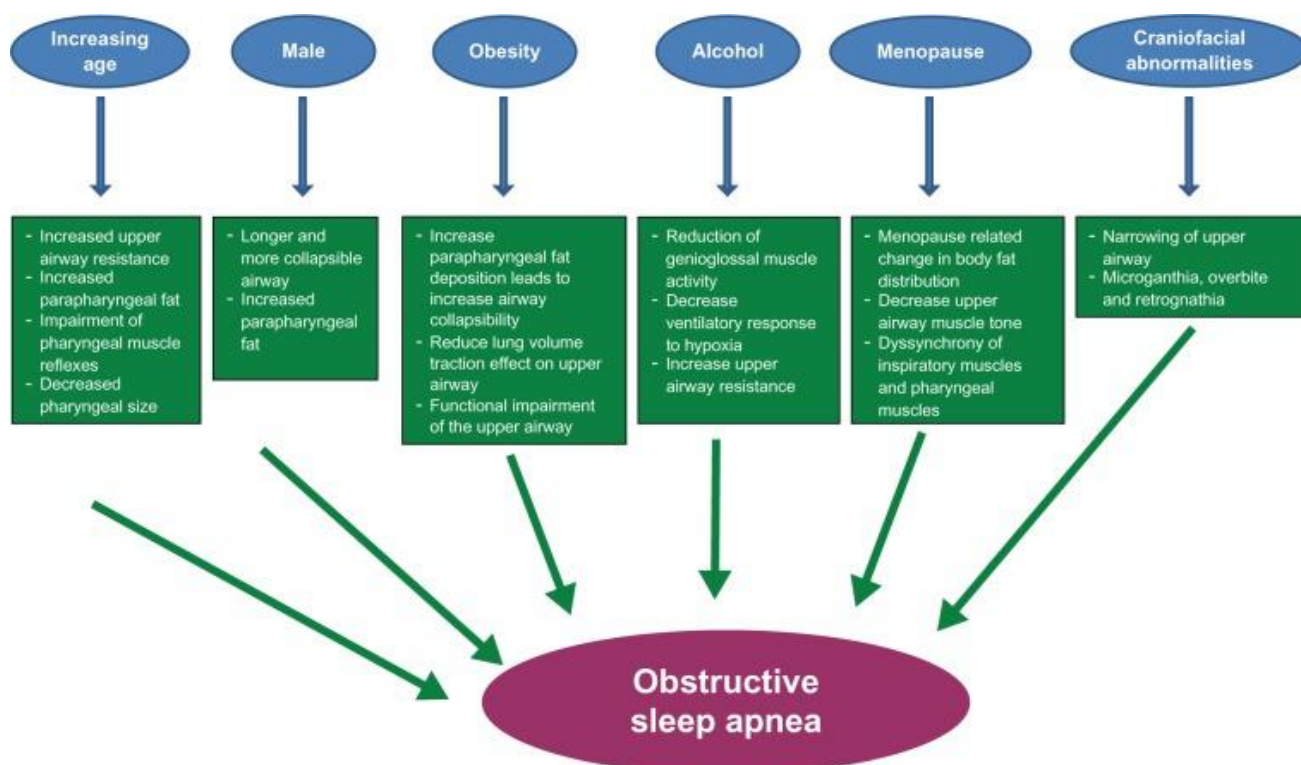 Increasing
age
Male
Obesity
Alcohol
Menopause
Craniofacial
abnormalities
- Increased upper
airway resistance
- Increased
parapharyngeal fat
- Impairment of
pharyngeal muscle
reflexes
- Decreased
pharyngeal size
- Longer and
more collapsible
airway
- Increased
parapharyngeal
fat
- Increase
parapharyngeal fat
deposition leads to
increase airway
collapsibility
- Reduce lung volume
traction effect on upper
airway
- Functional impairment
of the upper airway
- Reduction of
genioglossal muscle
activity
- Decrease
ventilatory response
to hypoxia
- Increase upper
airway resistance
- Menopause related
change in body fat
distribution
- Decrease upper
airway muscle tone
- Dyssynchrony of
inspiratory muscles
and pharyngeal
muscles
- Narrowing of upper
airway
- Microganthia, overbite
and retrognathia
Obstructive
sleep apnea